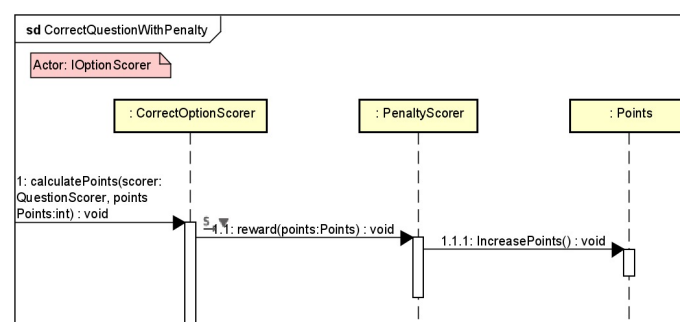 sd CorrectQuestionWithPenalty
Actor: IOptionScorer
: CorrectOptionScorer
: PenaltyScorer
: Points
1: calculatePoints(scorer:
QuestionScorer, points
Points:int) : void
S
1.1: reward(points:Points) : void
1.1.1: IncreasePoints() : void